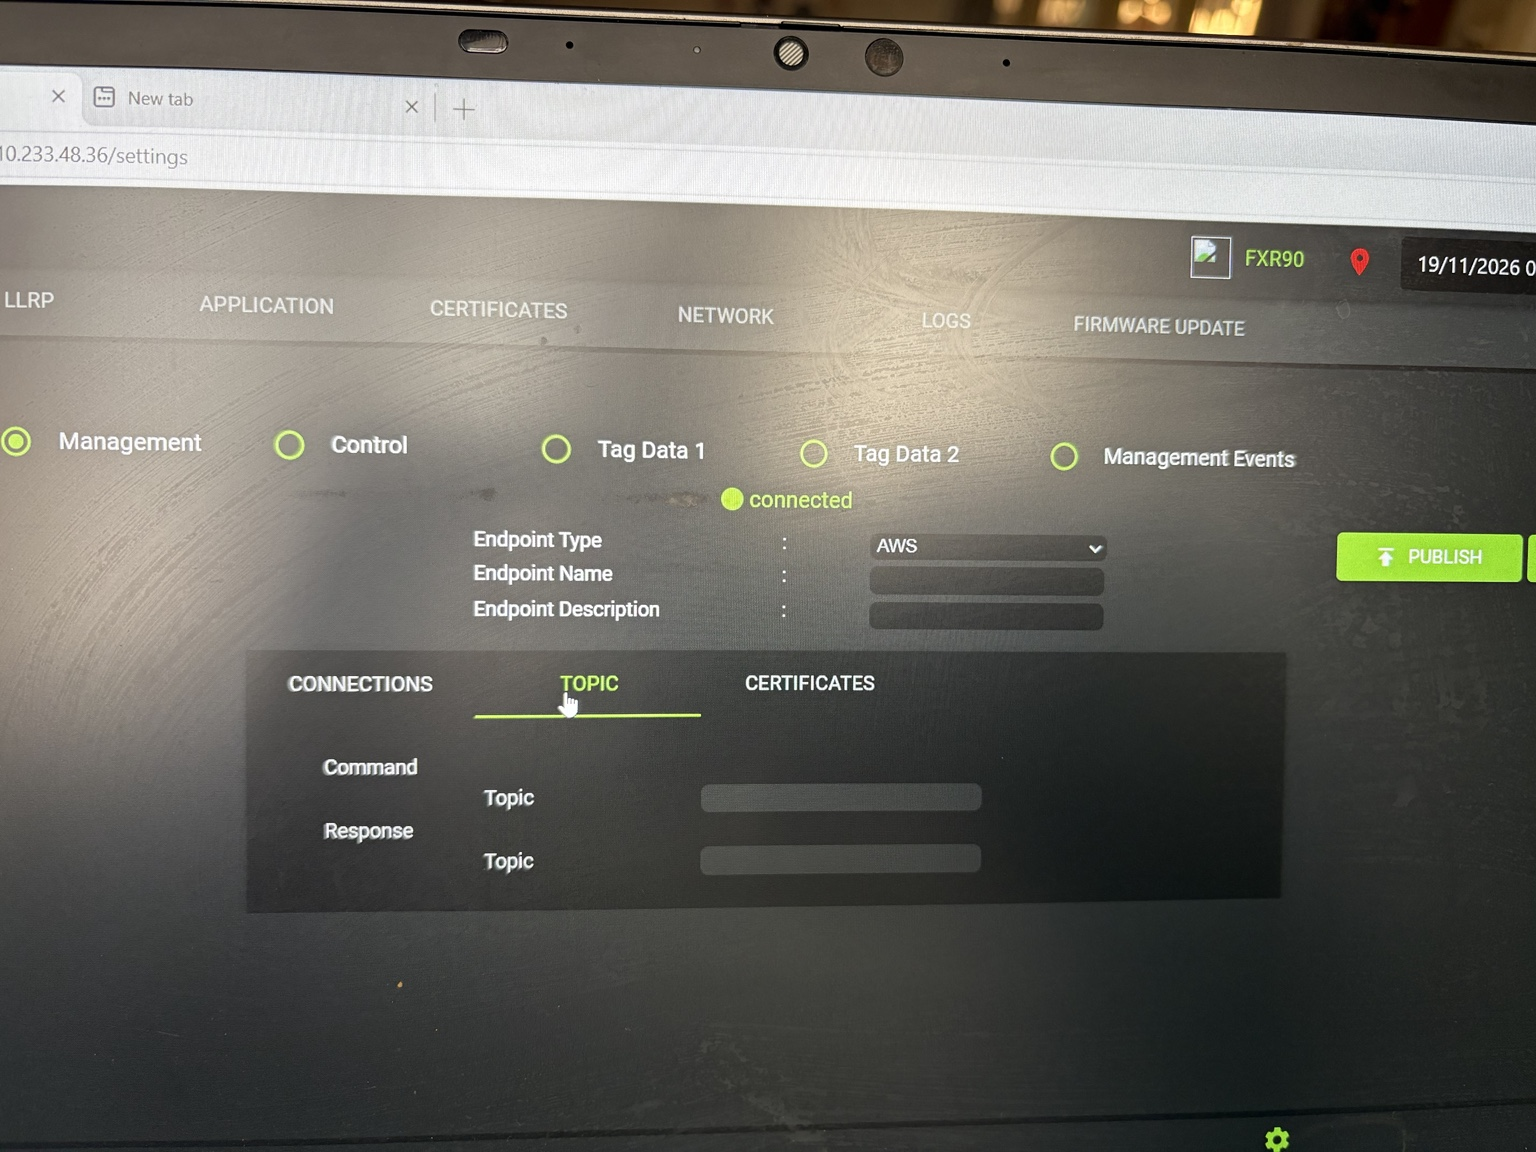 New tab
10.233.48.36/settings
FXR90
19/11/2026 0
LLRP APPLICATION CERTIFICATES NETWORK LOGS FIRMWARE UPDATE
Management Control Tag Data 1 Tag Data 2 Management Events
connected
Endpoint Type : AWS
Endpoint Name :
Endpoint Description :
PUBLISH
CONNECTIONS TOPIC CERTIFICATES
Command
Topic
Response
Topic